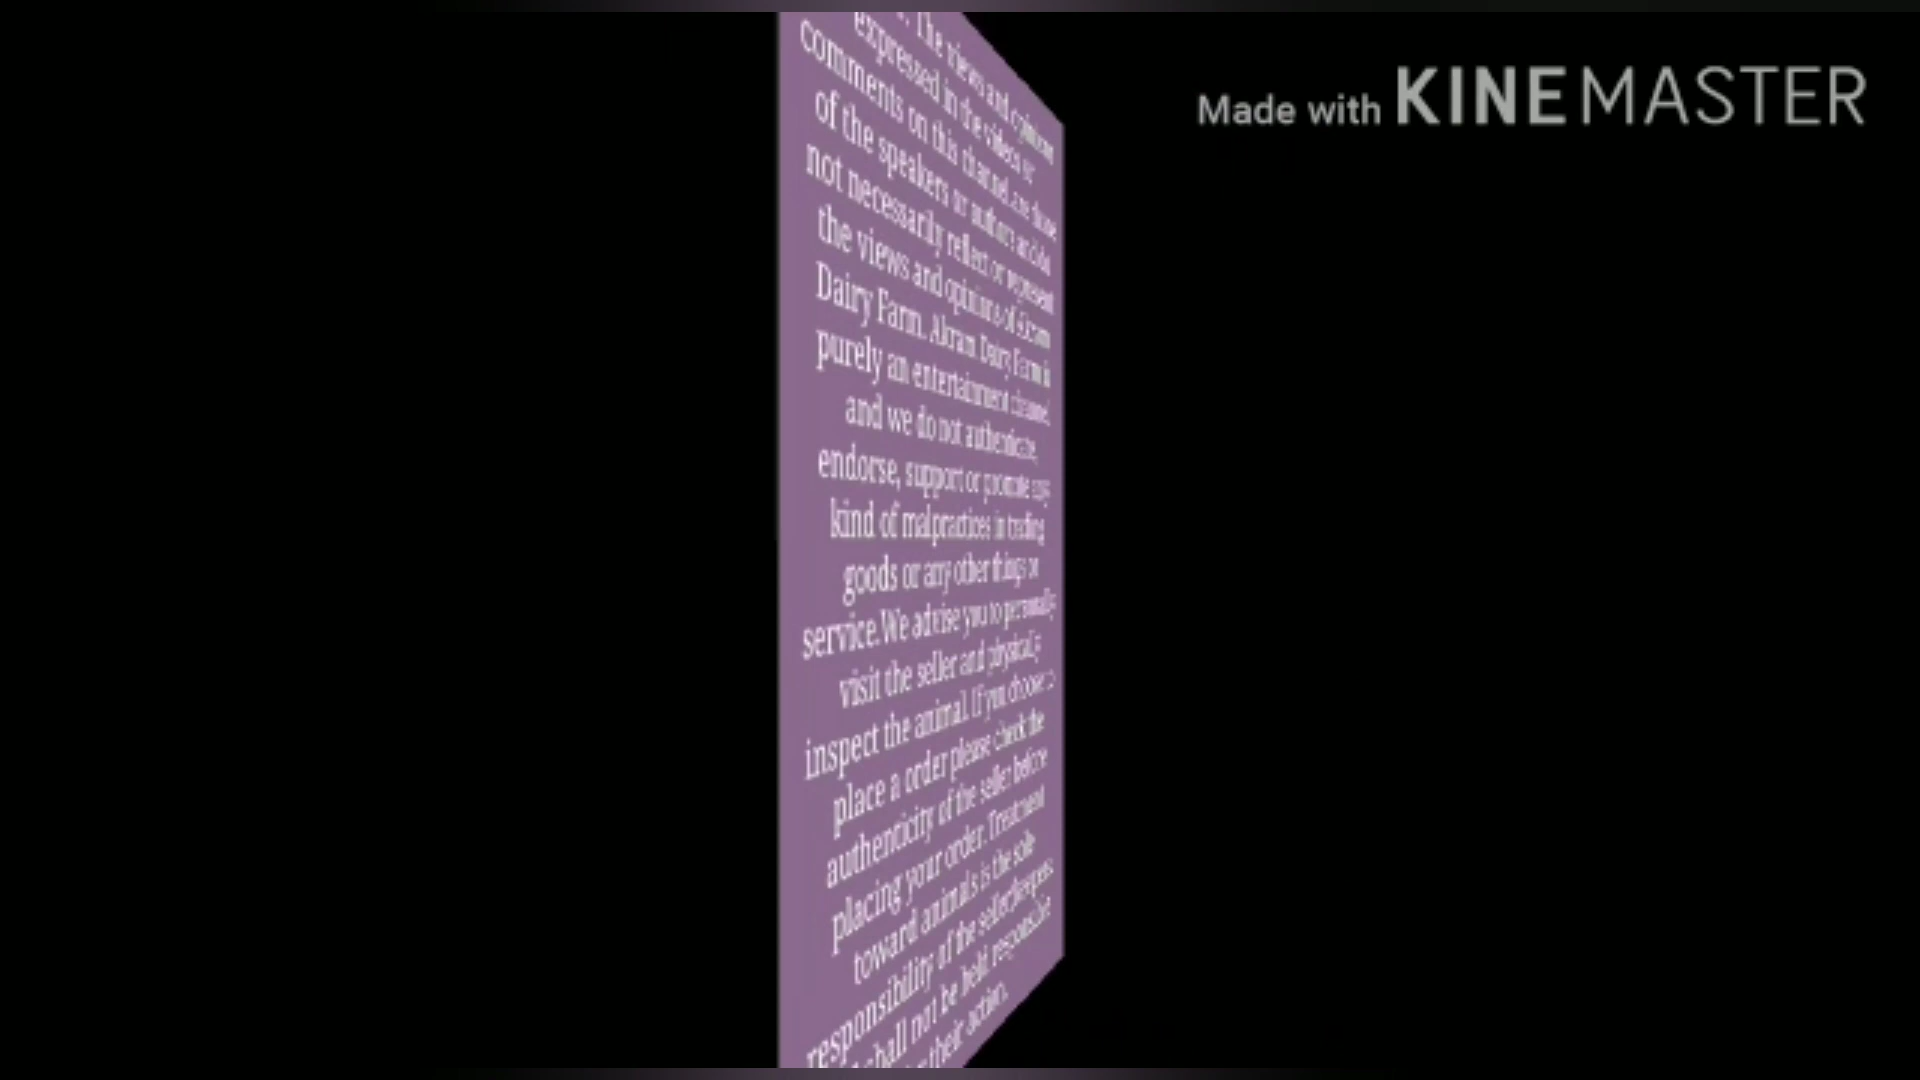 The views and opinions
expressed in the videos or
comments on this channel, are those
of the speakers or authors and do
not necessarily reflect or represent
the views and opinions of Akram
Dairy Farm. Akram Dairy Farm is
purely an entertainment channel,
and we do not authenticate,
endorse, support or promote any
kind of malpractices in trading
goods or any other things or
service.We advise you to personally
visit the seller and physically
inspect the animal. If you choose to
place a order please check the
authenticity of the seller before
placing your order. Treatment
toward animals is the sole
responsibility of the seller/keepers
shall not be held responsible
their action.
Made with KINEMASTER